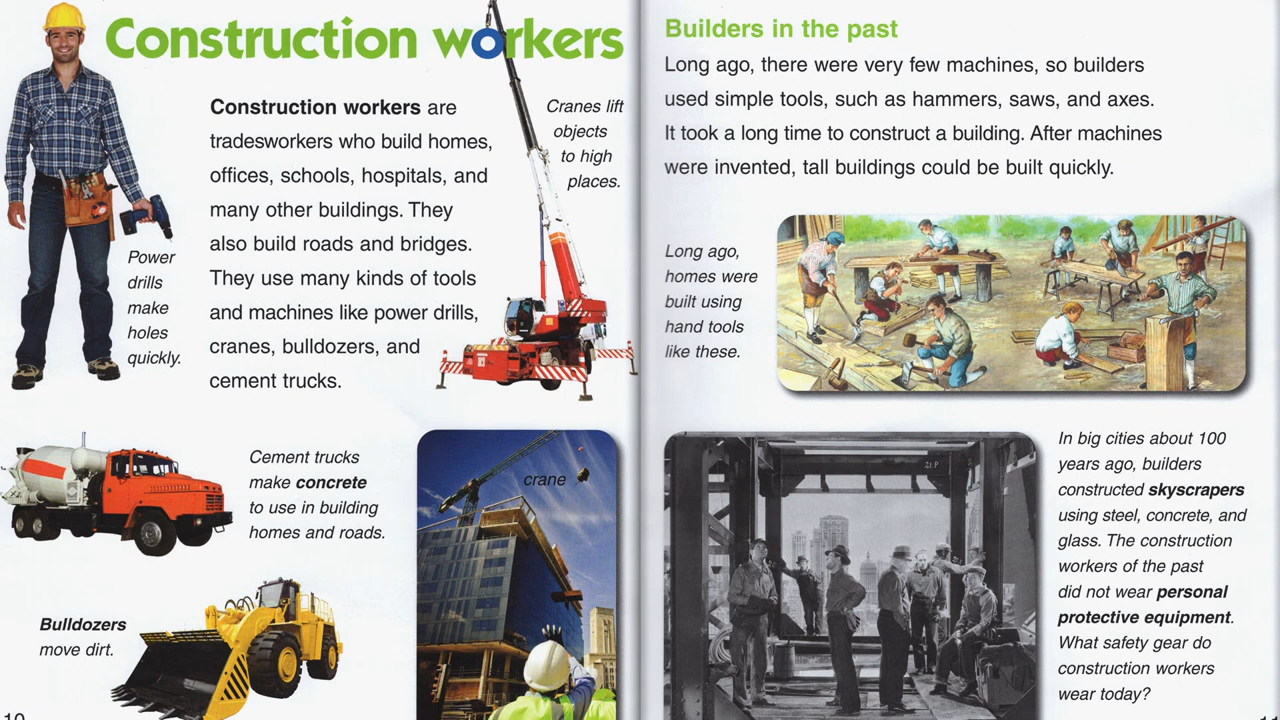 Construction workers
Construction workers are
tradesworkers who build homes,
offices, schools, hospitals, and
many other buildings. They
also build roads and bridges.
They use many kinds of tools
and machines like power drills,
cranes, bulldozers, and
cement trucks.
Cranes lift
objects
to high
places.
Power
drills
make
holes
quickly.
Cement trucks
make concrete
to use in building
homes and roads.
crane
Bulldozers
move dirt.
10
Builders in the past
Long ago, there were very few machines, so builders
used simple tools, such as hammers, saws, and axes.
It took a long time to construct a building. After machines
were invented, tall buildings could be built quickly.
Long ago,
homes were
built using
hand tools
like these.
21 P
In big cities about 100
years ago, builders
constructed skyscrapers
using steel, concrete, and
glass. The construction
workers of the past
did not wear personal
protective equipment.
What safety gear do
construction workers
wear today?